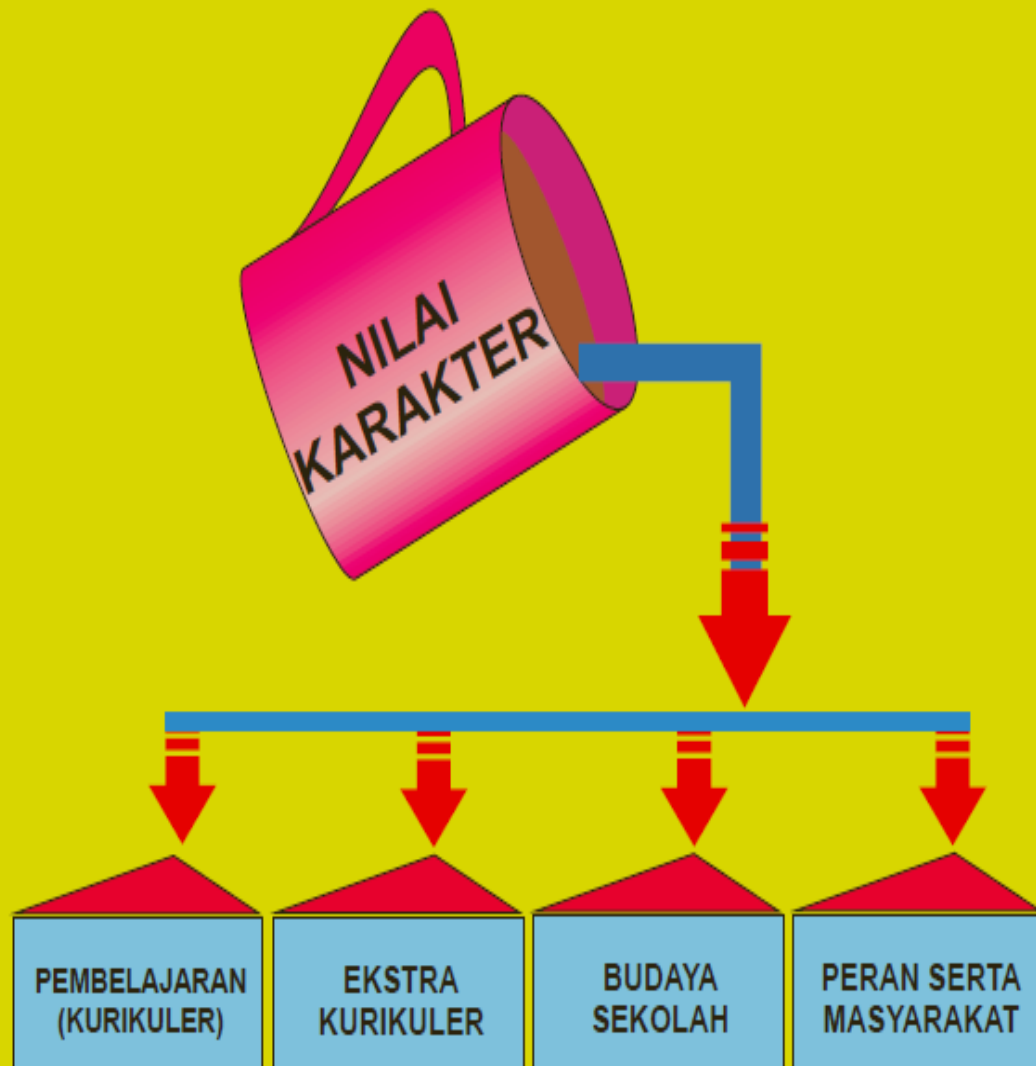 NILAI
KARAKTER
PEMBELAJARAN
(KURIKULER)
EKSTRA
KURIKULER
BUDAYA
SEKOLAH
PERAN SERTA
MASYARAKAT